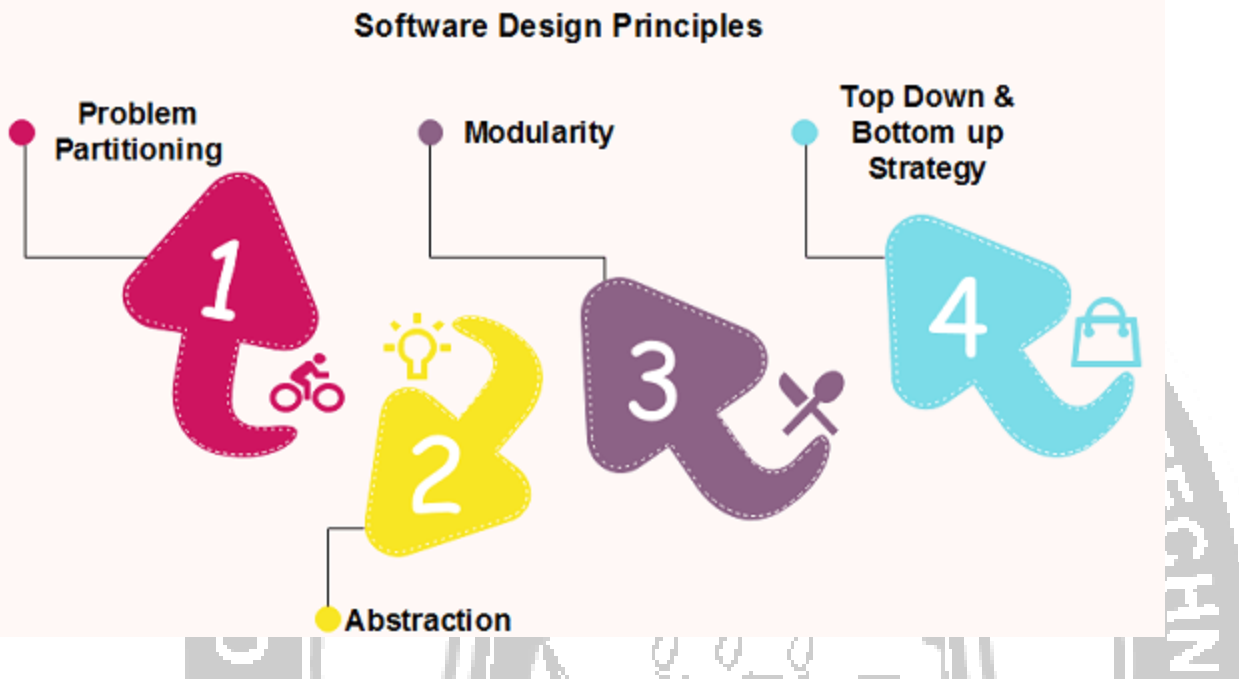 Software Design Principles
Problem
Partitioning
Modularity
Top Down &
Bottom up
Strategy
1
2
3
4
Abstraction